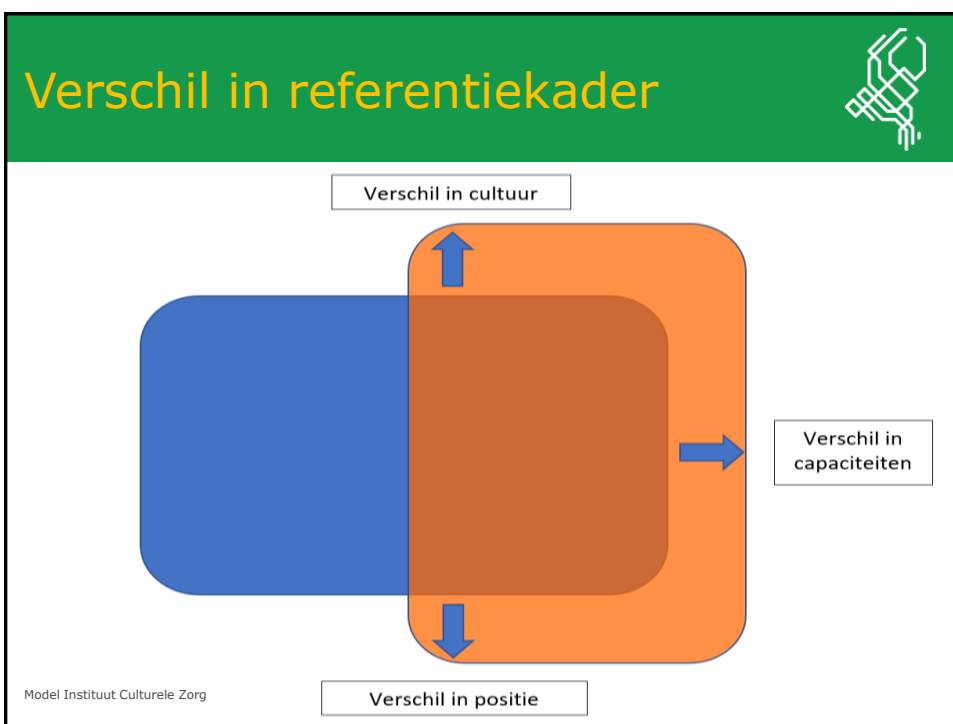 Verschil in referentiekader
Verschil in cultuur
Verschil in
capaciteiten
Model Instituut Culturele Zorg
Verschil in positie